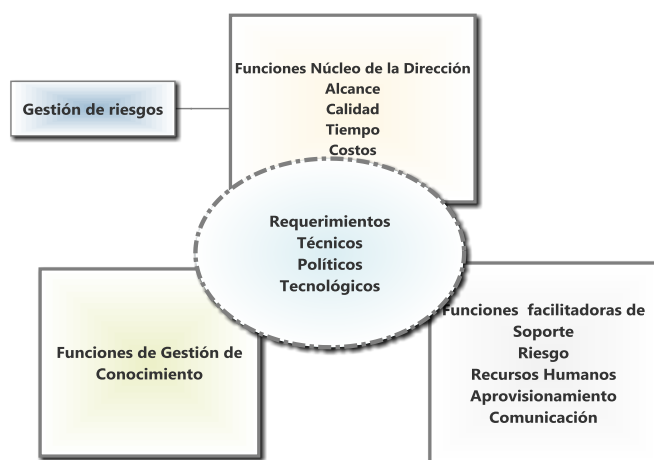 Funciones Núcleo de la Dirección
Alcance
Calidad
Tiempo
Costos
Gestión de riesgos
Requerimientos
Técnicos
Políticos
Tecnológicos
Funciones de Gestión de
Conocimiento
Funciones facilitadoras de
Soporte
Riesgo
Recursos Humanos
Aprovisionamiento
Comunicación